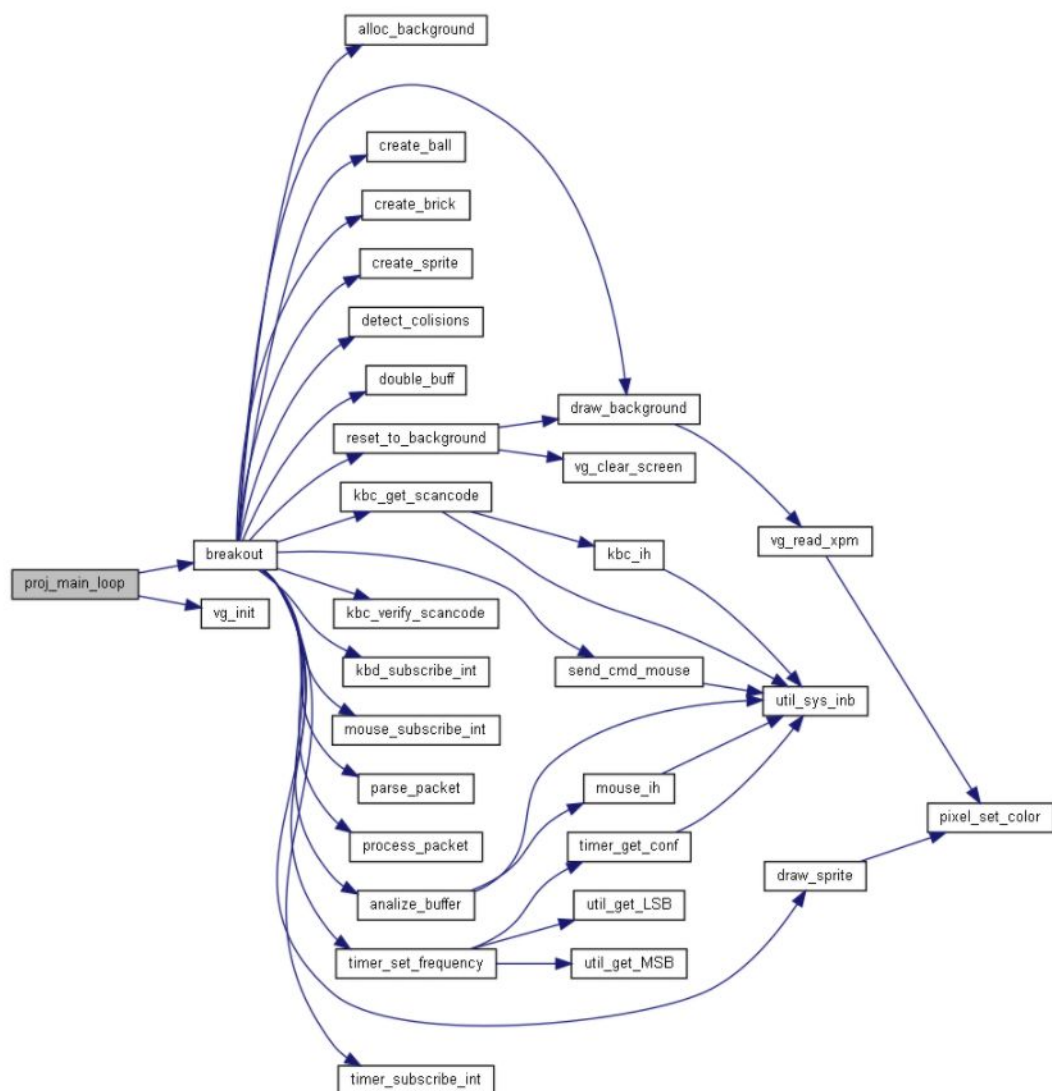 alloc_background
create_ball
create_brick
create_sprite
detect_colisions
double_buff
draw_background
reset_to_background
vg_clear_screen
kbc_get_scancode
vg_read_xpm
breakout
kbc_ih
proj_main_loop
vg_init
kbc_verify_scancode
kbd_subscribe_int
send_cmd_mouse
util_sys_inb
mouse_subscribe_int
parse_packet
mouse_ih
pixel_set_color
process_packet
timer_get_conf
draw_sprite
analize_buffer
util_get_LSB
timer_set_frequency
util_get_MSB
timer_subscribe_int